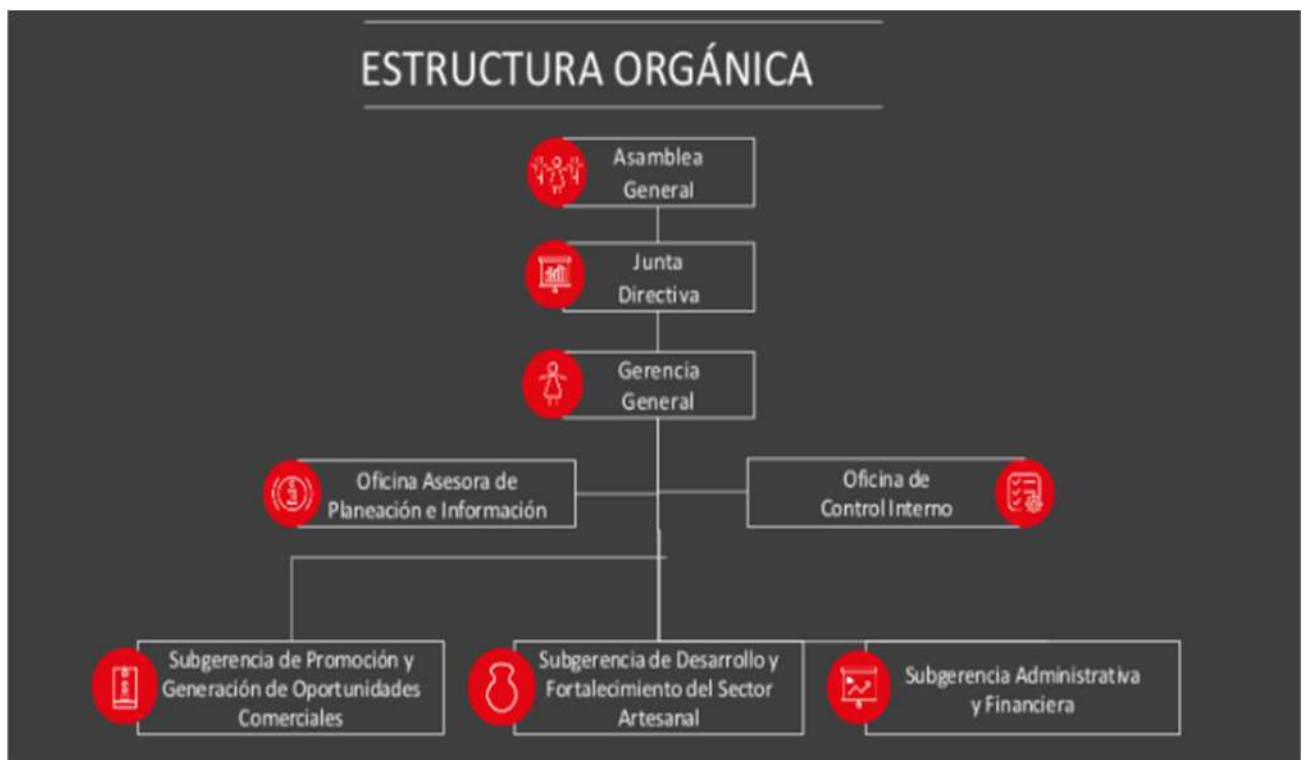 ESTRUCTURA ORGÁNICA
Asamblea
General
Junta
Directiva
Gerencia
General
Oficina Asesora de
Planeación e Información
Oficina de
Control Interno
Subgerencia de Promoción y
Generación de Oportunidades
Comerciales
Subgerencia de Desarrollo y
Fortalecimiento del Sector
Artesanal
Subgerencia Administrativa
y Financiera